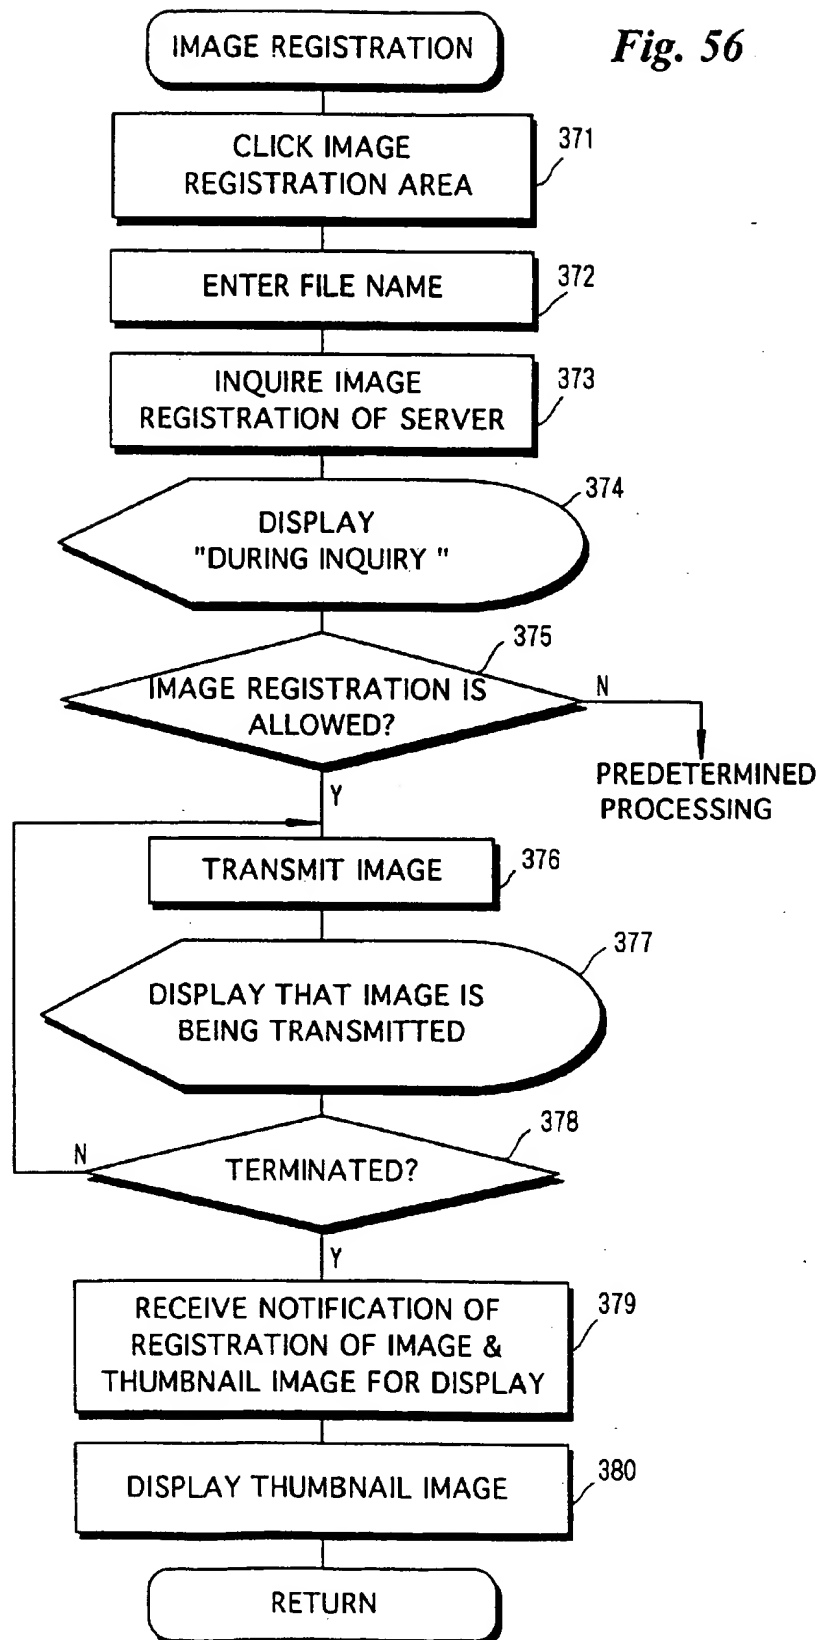 IMAGE REGISTRATION
Fig. 56
CLICK IMAGE
REGISTRATION AREA
371
ENTER FILE NAME
372
INQUIRE IMAGE
REGISTRATION OF SERVER
373
DISPLAY
"DURING INQUIRY "
374
IMAGE REGISTRATION IS
ALLOWED?
375
N
PREDETERMINED
PROCESSING
Y
TRANSMIT IMAGE
376
DISPLAY THAT IMAGE IS
BEING TRANSMITTED
377
TERMINATED?
378
N
Y
RECEIVE NOTIFICATION OF
REGISTRATION OF IMAGE &
THUMBNAIL IMAGE FOR DISPLAY
379
DISPLAY THUMBNAIL IMAGE
380
RETURN